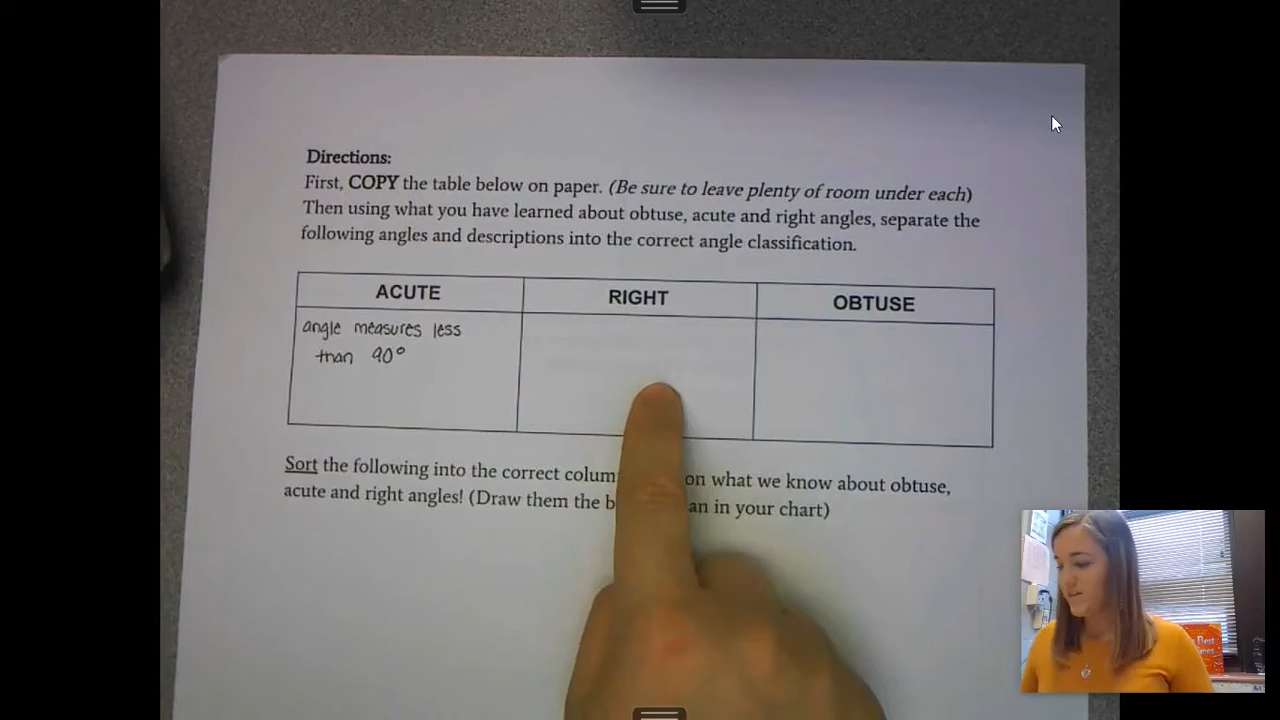 Directions:
First, COPY the table below on paper. (Be sure to leave plenty of room under each)
Then using what you have learned about obtuse, acute and right angles, separate the
following angles and descriptions into the correct angle classification.
ACUTE
RIGHT
OBTUSE
angle measures less
than 90°
Sort the following into the correct colum on what we know about obtuse,
acute and right angles! (Draw them the b an in your chart)
Best